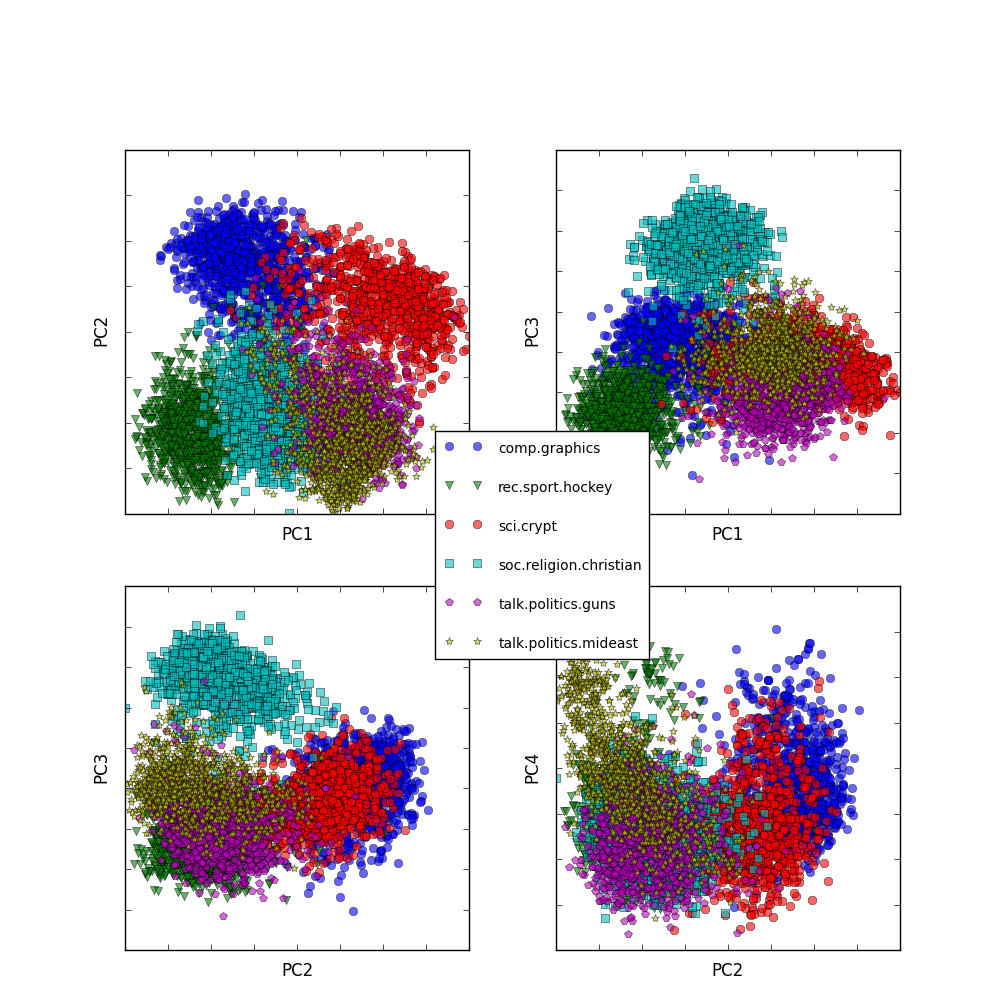 PC2
PC1
PC3
PC1
comp.graphics
rec.sport.hockey
sci.crypt
soc.religion.christian
talk.politics.guns
talk.politics.mideast
PC3
PC2
PC4
PC2